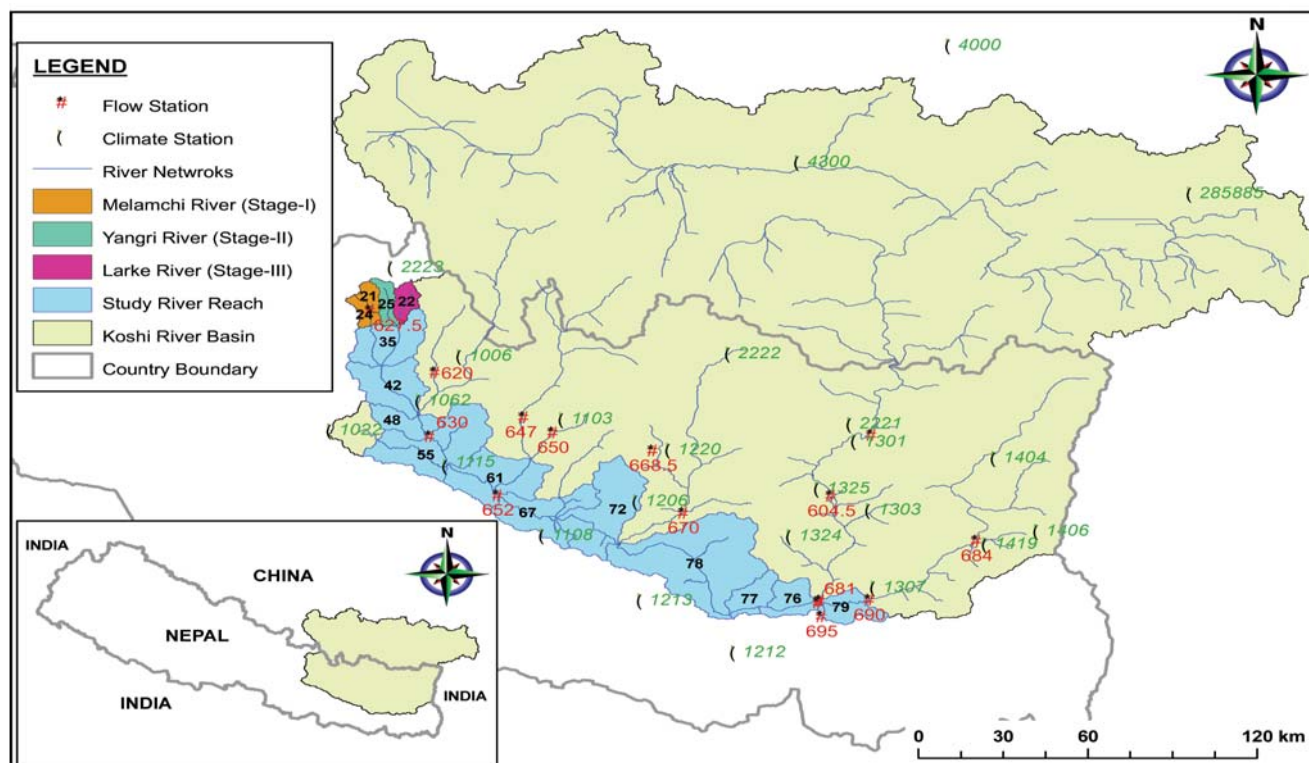 N
4000
LEGEND
# Flow Station
Climate Station
River Netwroks
Melamchi River (Stage-I)
Yangri River (Stage-II)
Larke River (Stage-III)
Study River Reach
Koshi River Basin
Country Boundary
4300
285885
2223
21
25
22
24
627.5
35
1006
2222
# 620
42
1062
48
630
1022
647
1103
650
2221
1301
55
1115
668.5
1220
1404
61
652
67
72
1206
670
1325
604.5
1303
1108
1324
684
1419
1406
78
77
76
681
79
1307
690
1213
695
1212
N
INDIA
CHINA
NEPAL
INDIA
INDIA
0 30 60 120 km